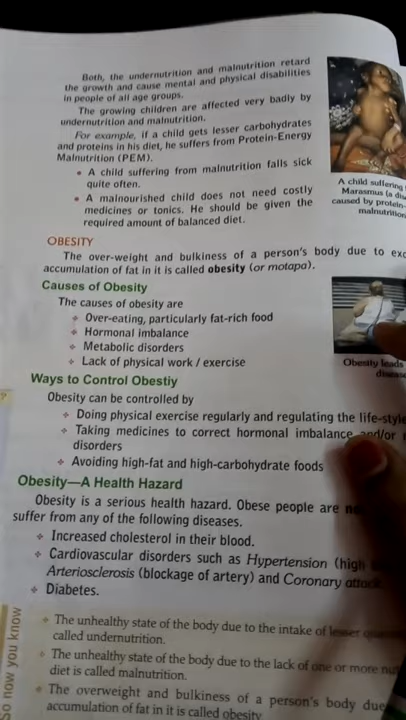 Both, the undernutrition and malnutrition retard
the growth and cause mental and physical disabilities
in people of all age groups.
The growing children are affected very badly by
undernutrition and malnutrition.
For example, if a child gets lesser carbohydrates
and proteins in his diet, he suffers from Protein-Energy
Malnutrition (PEM).
• A child suffering from malnutrition falls sick
quite often.
• A malnourished child does not need costly
medicines or tonics. He should be given the
required amount of balanced diet.
A child suffering
Marasmus (a
caused by protein-
malnutrition
OBESITY
The over-weight and bulkiness of a person's body due to
accumulation of fat in it is called obesity (or motapa).
Causes of Obesity
The causes of obesity are
❖ Over-eating, particularly fat-rich food
❖ Hormonal imbalance
❖ Metabolic disorders
❖ Lack of physical work / exercise
Obesity leads
Ways to Control Obestiy
Obesity can be controlled by
❖ Doing physical exercise regularly and regulating the life-style
❖ Taking medicines to correct hormonal imbalance and/or
disorders
❖ Avoiding high-fat and high-carbohydrate foods
Obesity—A Health Hazard
Obesity is a serious health hazard. Obese people are
suffer from any of the following diseases.
❖ Increased cholesterol in their blood.
❖ Cardiovascular disorders such as Hypertension (high
Arteriosclerosis (blockage of artery) and Coronary attack
❖ Diabetes.
So now you know
❖ The unhealthy state of the body due to the intake of lesser
called undernutrition.
❖ The unhealthy state of the body due to the lack of one or more
diet is called malnutrition.
❖ The overweight and bulkiness of a person's body due
accumulation of fat in it is called obesity